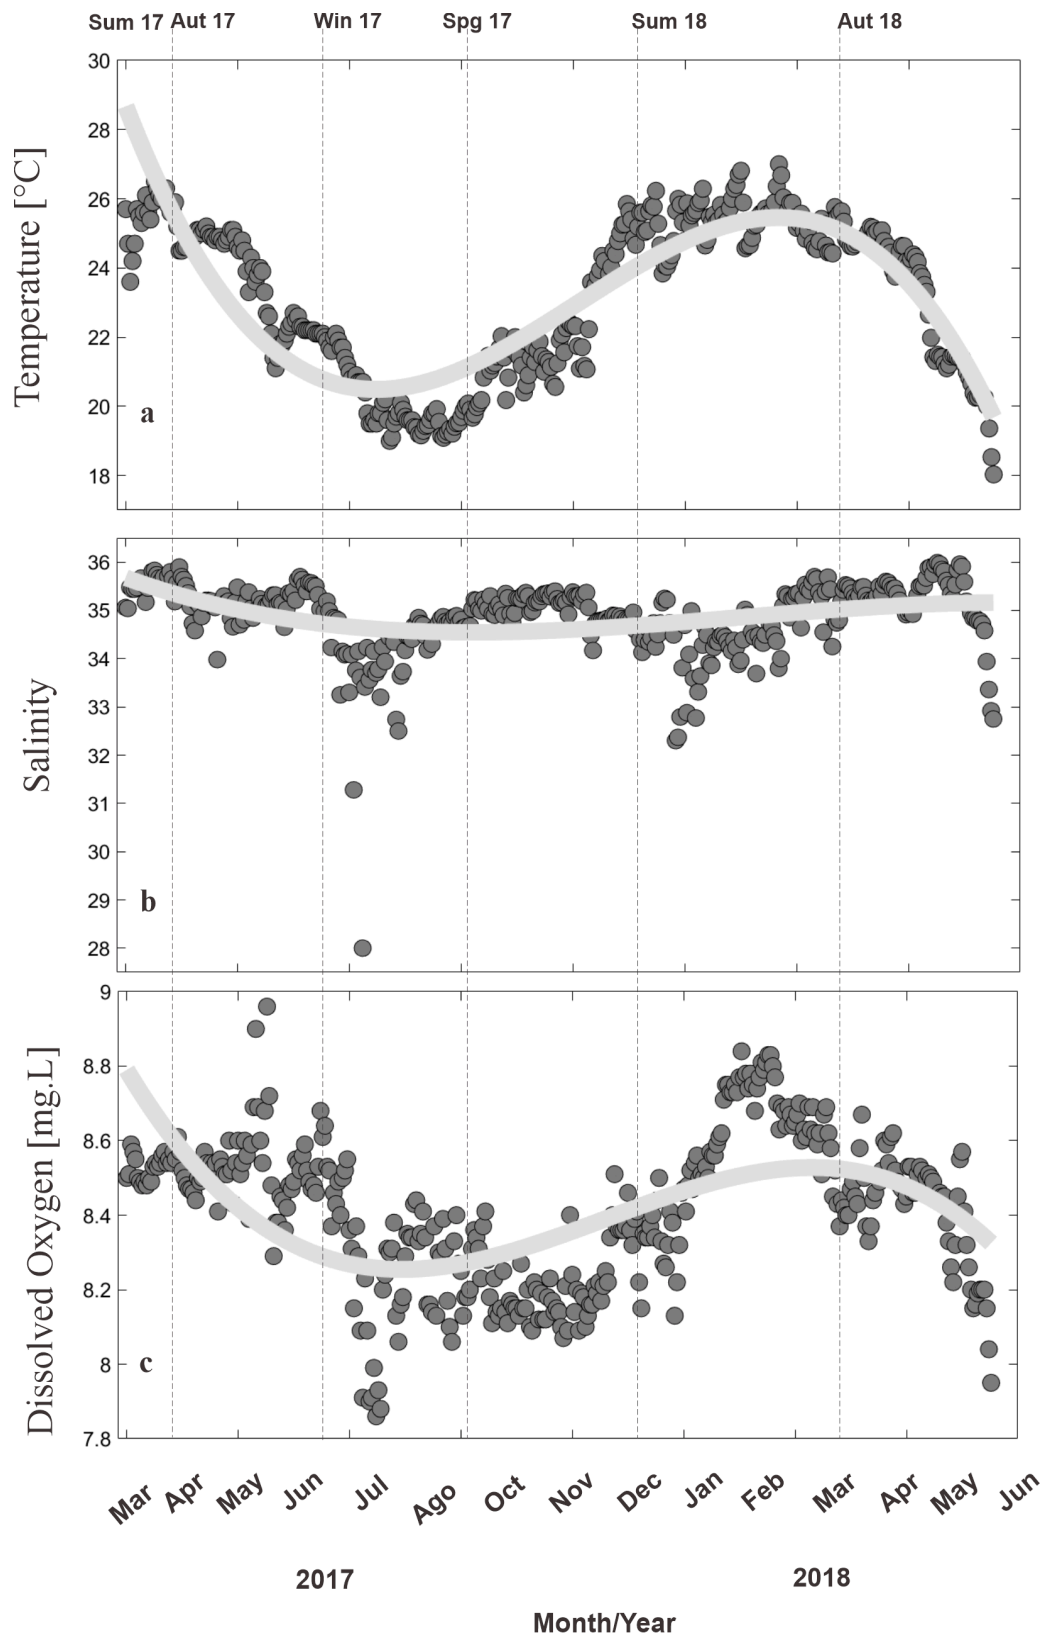 Sum 17 Aut 17 Win 17 Spg 17 Sum 18 Aut 18
Temperature [°C]
30
28
26
24
22
20
18
a
Salinity
36
35
34
33
32
31
30
29
28
b
Dissolved Oxygen [mg.L]
9
8.8
8.6
8.4
8.2
8
7.8
c
Mar Apr May Jun Jul Ago Oct Nov Dec Jan Feb Mar Apr May Jun
2017 2018
Month/Year